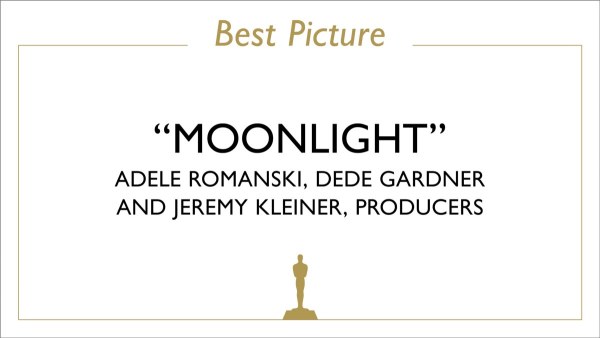 Best Picture
“MOONLIGHT”
ADELE ROMANSKI, DEDE GARDNER
AND JEREMY KLEINER, PRODUCERS